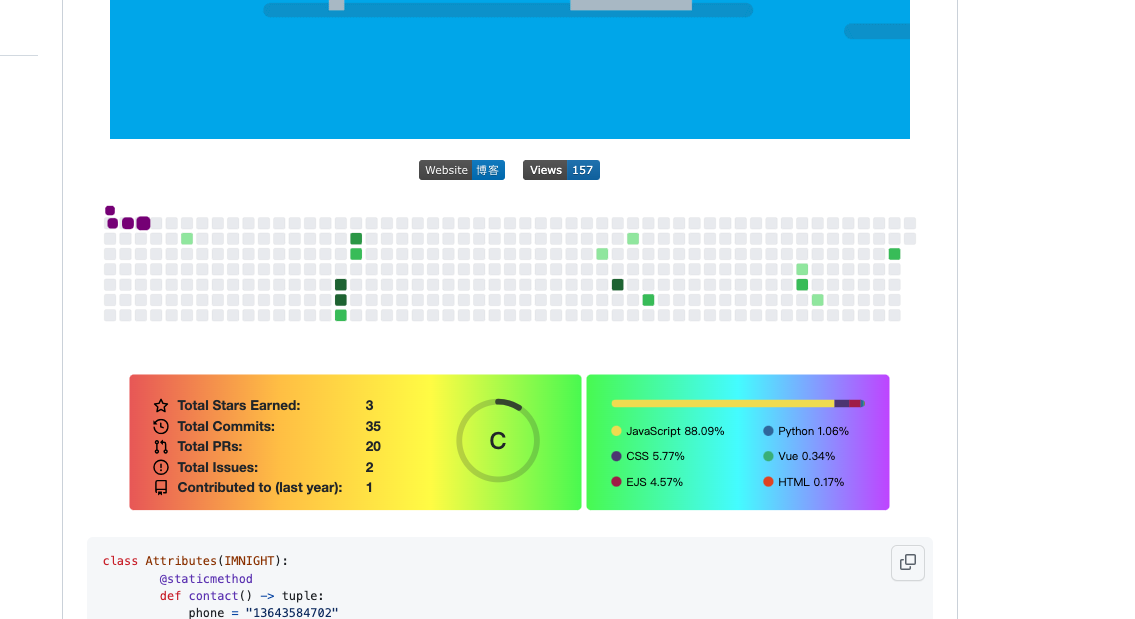 Website 博客 Views 157
Total Stars Earned: 3
Total Commits: 35
Total PRs: 20
Total Issues: 2
Contributed to (last year): 1
C
JavaScript 88.09% Python 1.06%
CSS 5.77% Vue 0.34%
EJS 4.57% HTML 0.17%
class Attributes(IMNIGHT):
@staticmethod
def contact() -> tuple:
phone = "13643584702"